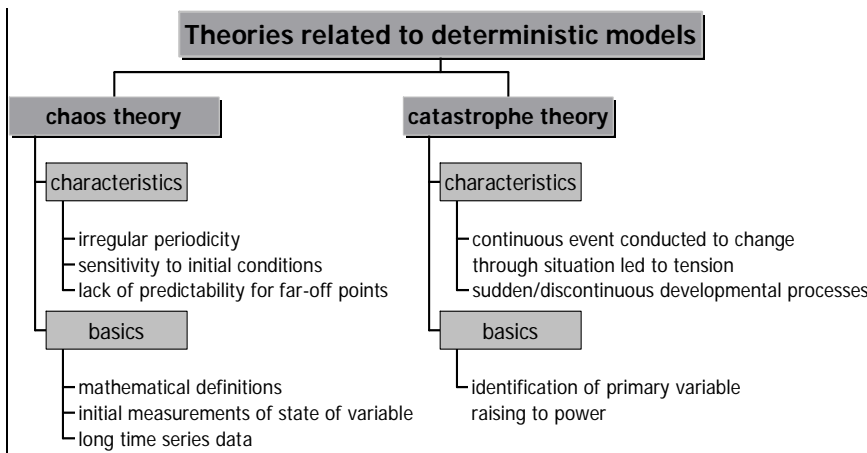 Theories related to deterministic models
chaos theory
characteristics
irregular periodicity
sensitivity to initial conditions
lack of predictability for far-off points
basics
mathematical definitions
initial measurements of state of variable
long time series data
catastrophe theory
characteristics
continuous event conducted to change
through situation led to tension
sudden/discontinuous developmental processes
basics
identification of primary variable
raising to power